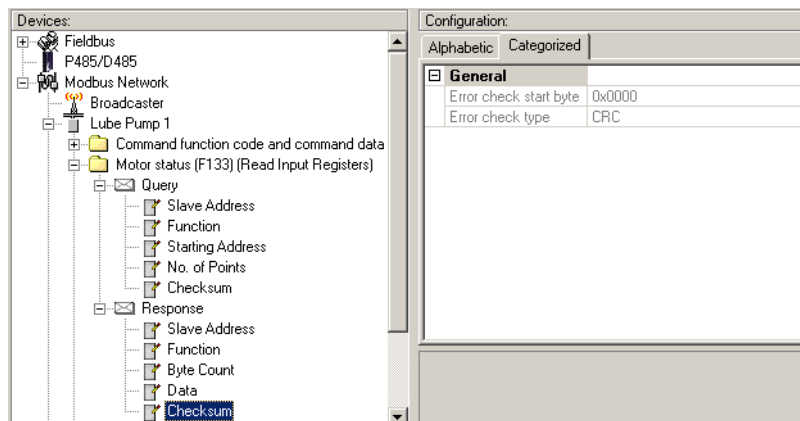 Devices:
Fieldbus
P485/D485
Modbus Network
Broadcaster
Lube Pump 1
Command function code and command data
Motor status (F133) (Read Input Registers)
Query
Slave Address
Function
Starting Address
No. of Points
Checksum
Response
Slave Address
Function
Byte Count
Data
Checksum
Configuration:
Alphabetic Categorized
General
Error check start byte 0x0000
Error check type CRC